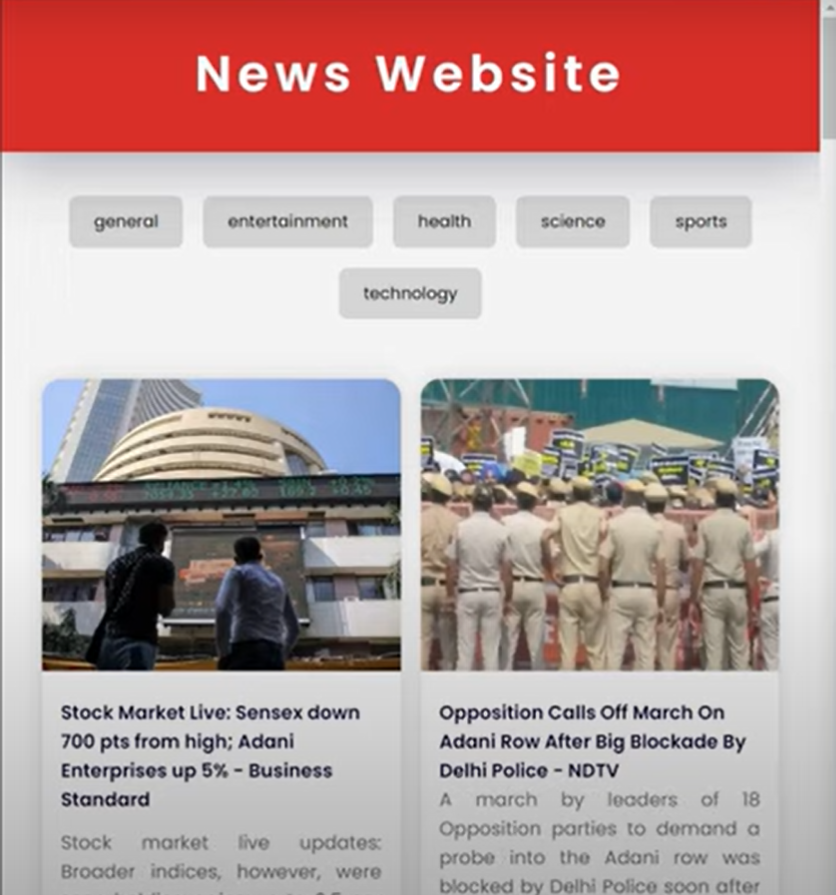 News Website
general
entertainment
health
science
sports
technology
Stock Market Live: Sensex down
700 pts from high; Adani
Enterprises up 5% - Business
Standard
Stock market live updates:
Broader indices, however, were
Opposition Calls Off March On
Adani Row After Big Blockade By
Delhi Police - NDTV
A march by leaders of 18
Opposition parties to demand a
probe into the Adani row was
blocked by Delhi Police soon after